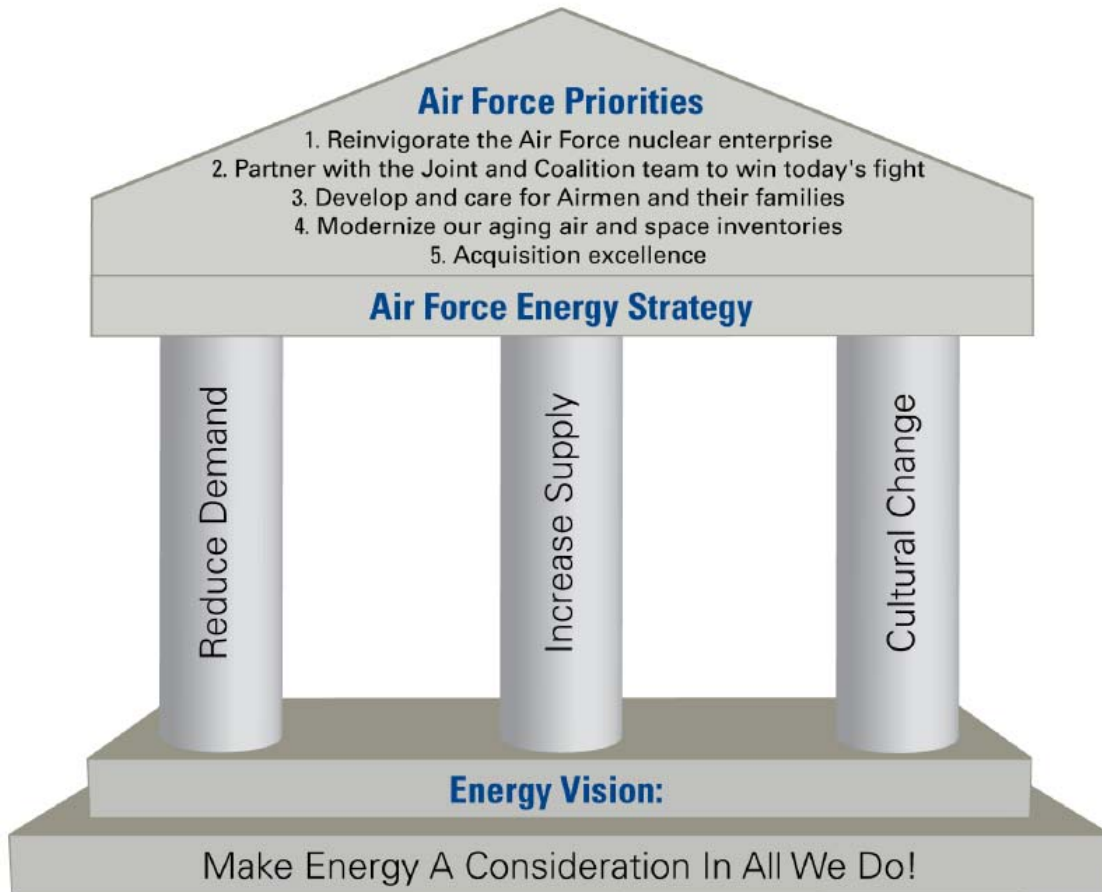 Air Force Priorities
1. Reinvigorate the Air Force nuclear enterprise
2. Partner with the Joint and Coalition team to win today's fight
3. Develop and care for Airmen and their families
4. Modernize our aging air and space inventories
5. Acquisition excellence
Air Force Energy Strategy
Reduce Demand
Increase Supply
Cultural Change
Energy Vision:
Make Energy A Consideration In All We Do!